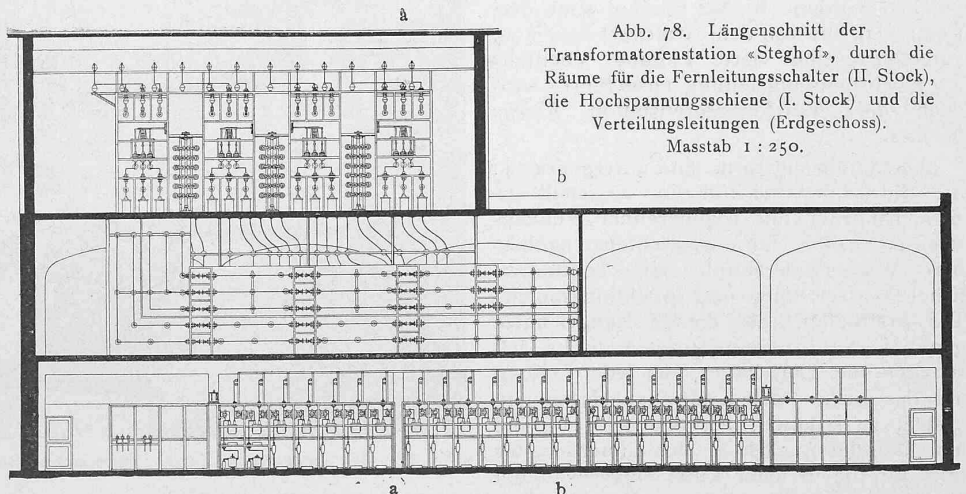 a
Abb. 78. Längenschnitt der
Transformatorenstation «Steghof», durch die
Räume für die Fernleitungsschalter (II. Stock),
die Hochspannungsschiene (I. Stock) und die
Verteilungsleitungen (Erdgeschoss).
Masstab 1 : 250.
b
a
b